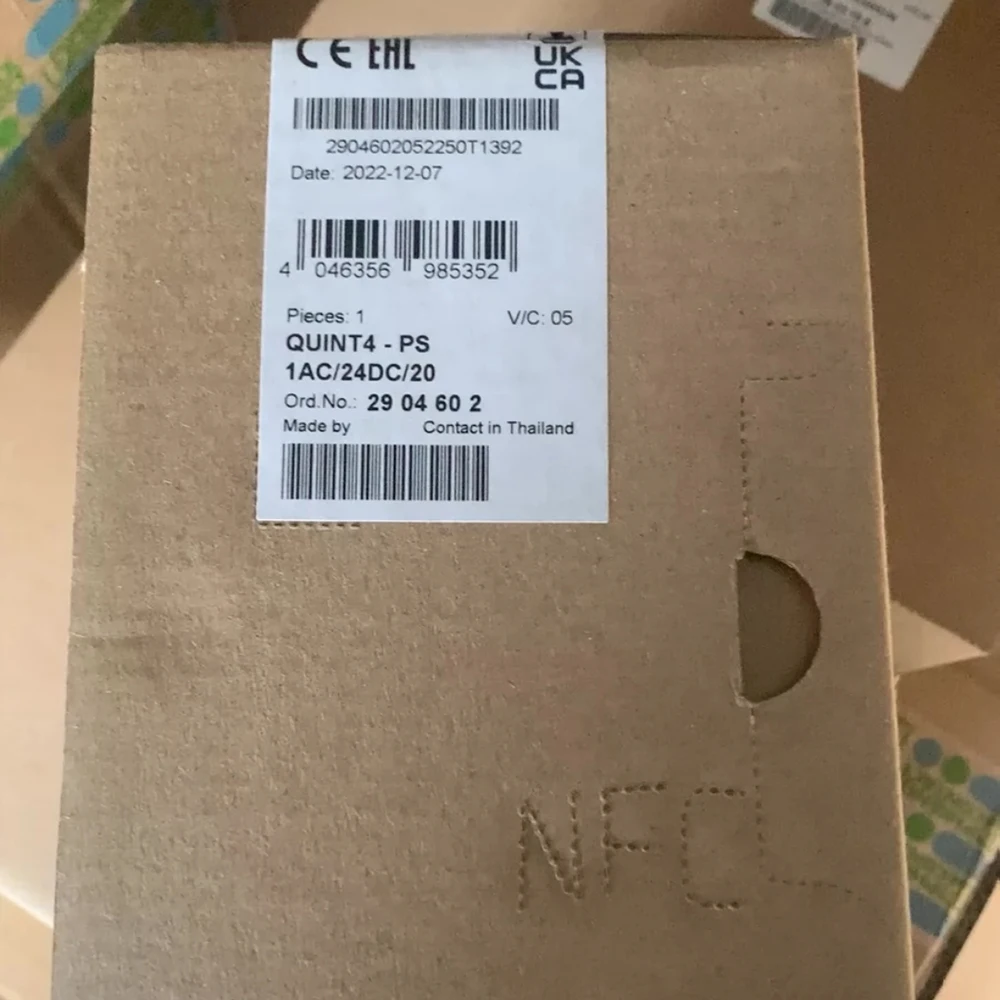 CE EAC
UK
CA
2904602052250T1392
Date: 2022-12-07
4 046356 985352
Pieces: 1 V/C: 05
QUINT4 - PS
1AC/24DC/20
Ord.No.: 29 04 60 2
Made by Contact in Thailand
NFC